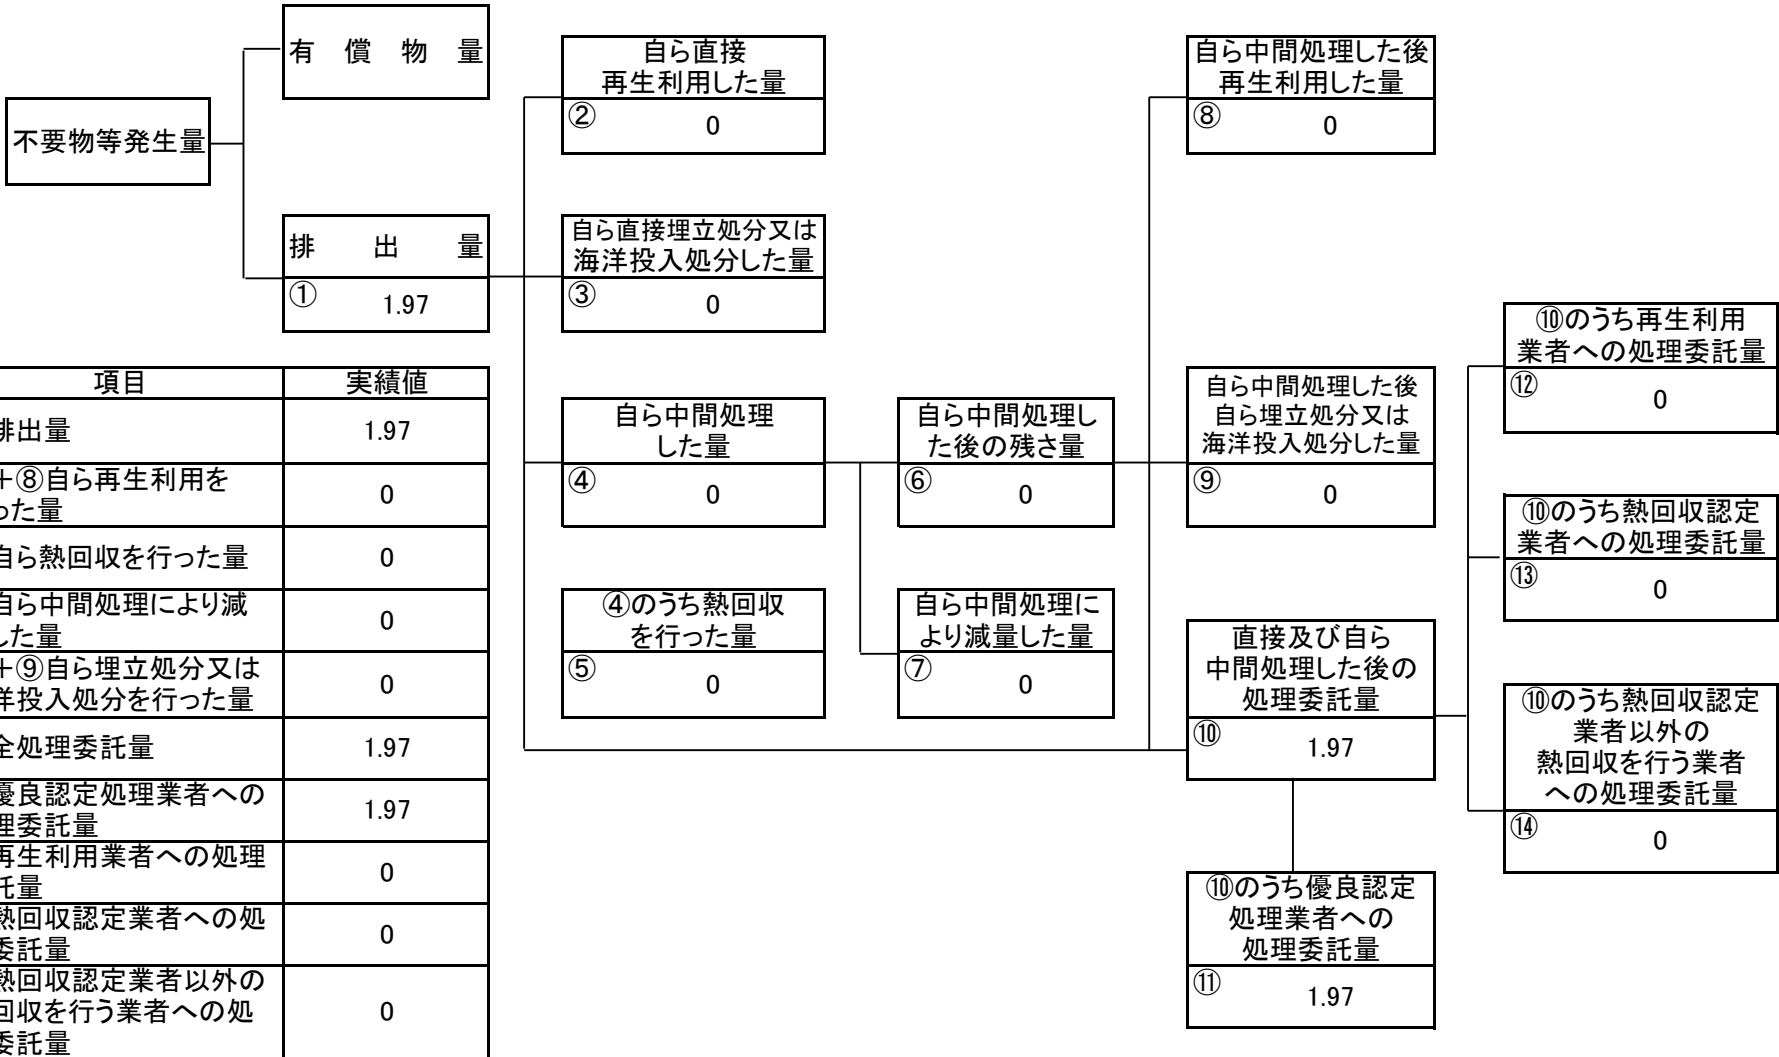 有償物量
不要物等発生量
排出量
① 1.97
自ら直接
再生利用した量
② 0
自ら直接埋立処分又は
海洋投入処分した量
③ 0
自ら中間処理
した量
④ 0
④のうち熱回収
を行った量
⑤ 0
自ら中間処理し
た後の残さ量
⑥ 0
自ら中間処理に
より減量した量
⑦ 0
自ら中間処理した後
再生利用した量
⑧ 0
自ら中間処理した後
自ら埋立処分又は
海洋投入処分した量
⑨ 0
直接及び自ら
中間処理した後の
処理委託量
⑩ 1.97
⑩のうち優良認定
処理業者への
処理委託量
⑪ 1.97
⑩のうち再生利用
業者への処理委託量
⑫ 0
⑩のうち熱回収認定
業者への処理委託量
⑬ 0
⑩のうち熱回収認定
業者以外の
熱回収を行う業者
への処理委託量
⑭ 0
項目 実績値
排出量 1.97
+⑧自ら再生利用を
った量 0
自ら熱回収を行った量 0
自ら中間処理により減
した量 0
+⑨自ら埋立処分又は
洋投入処分を行った量 0
全処理委託量 1.97
優良認定処理業者への
理委託量 1.97
再生利用業者への処理
託量 0
熱回収認定業者への処
委託量 0
熱回収認定業者以外の
回収を行う業者への処
委託量 0